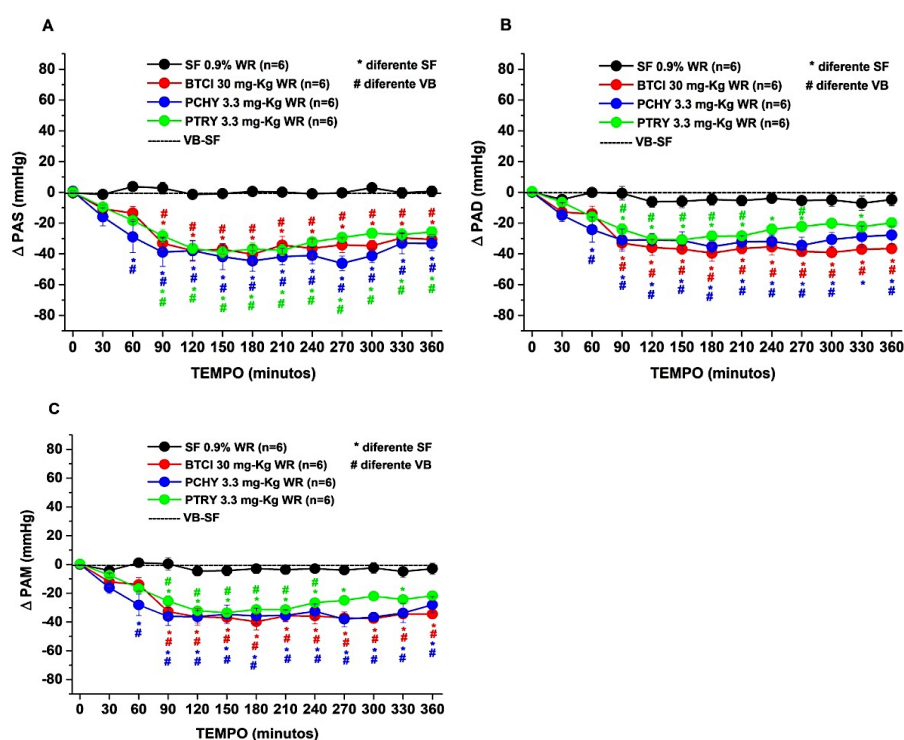 A
SF 0.9% WR (n=6)
* diferente SF
BTCI 30 mg-Kg WR (n=6)
# diferente VB
PCHY 3.3 mg-Kg WR (n=6)
PTRY 3.3 mg-Kg WR (n=6)
-------- VB-SF
Δ PAS (mmHg)
80
60
40
20
0
-20
-40
-60
-80
0 30 60 90 120 150 180 210 240 270 300 330 360
TEMPO (minutos)
B
SF 0.9% WR (n=6)
* diferente SF
BTCI 30 mg-Kg WR (n=6)
# diferente VB
PCHY 3.3 mg-Kg WR (n=6)
PTRY 3.3 mg-Kg WR (n=6)
-------- VB-SF
Δ PAD (mmHg)
80
60
40
20
0
-20
-40
-60
-80
0 30 60 90 120 150 180 210 240 270 300 330 360
TEMPO (minutos)
C
SF 0.9% WR (n=6)
* diferente SF
BTCI 30 mg-Kg WR (n=6)
# diferente VB
PCHY 3.3 mg-Kg WR (n=6)
PTRY 3.3 mg-Kg WR (n=6)
-------- VB-SF
Δ PAM (mmHg)
80
60
40
20
0
-20
-40
-60
-80
0 30 60 90 120 150 180 210 240 270 300 330 360
TEMPO (minutos)